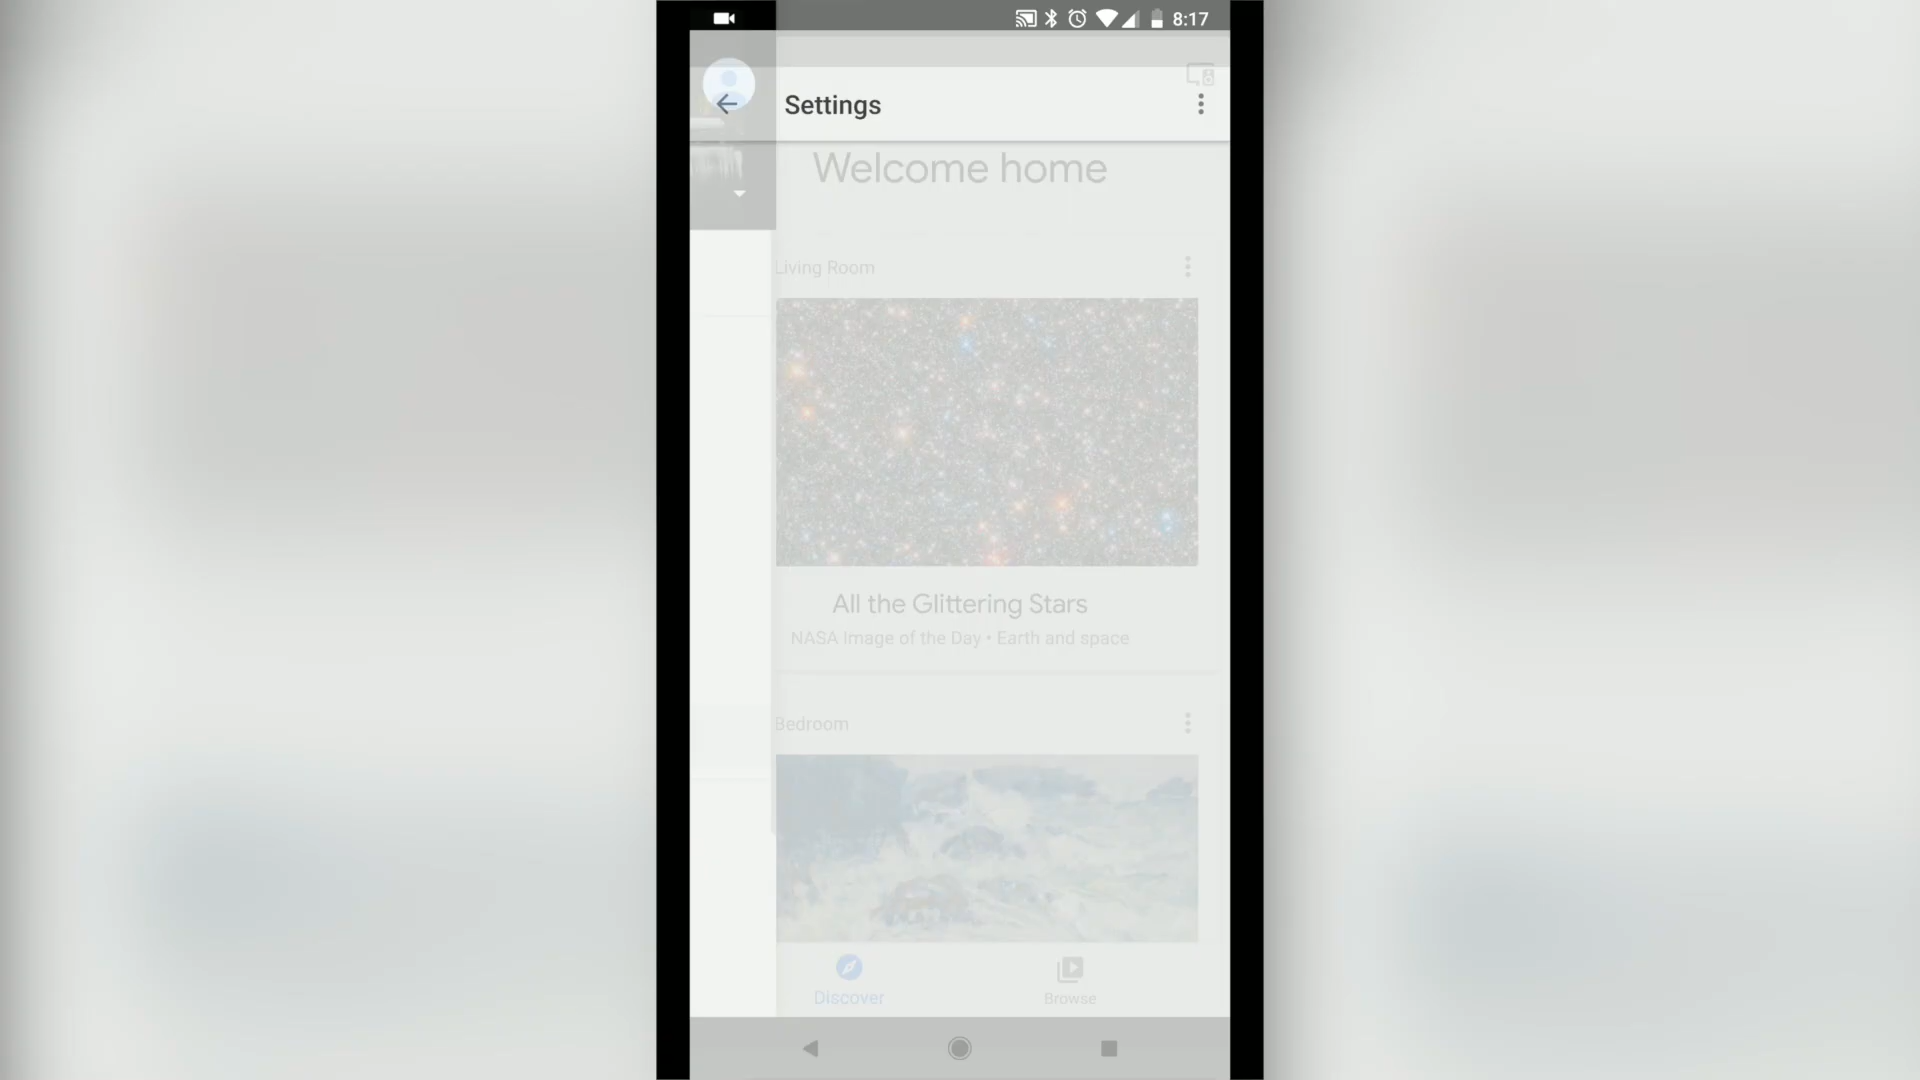 8:17
Settings
Welcome home
Living Room
All the Glittering Stars
NASA Image of the Day • Earth and space
Bedroom
Discover
Browse